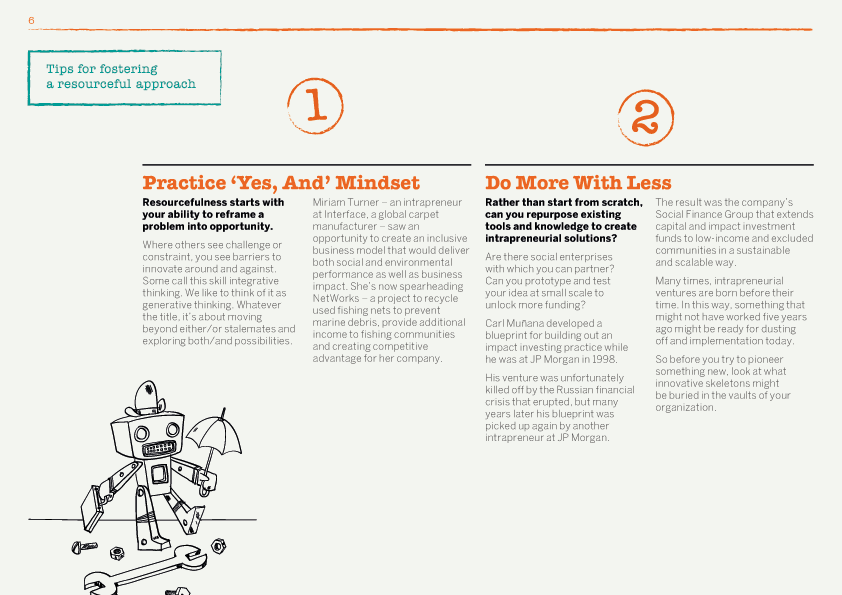 6
Tips for fostering
a resourceful approach
1
Practice ‘Yes, And’ Mindset
Resourcefulness starts with
your ability to reframe a
problem into opportunity.
Where others see challenge or
constraint, you see barriers to
innovate around and against.
Some call this skill integrative
thinking. We like to think of it as
generative thinking. Whatever
the title, it’s about moving
beyond either/or stalemates and
exploring both/and possibilities.
Miriam Turner – an intrapreneur
at Interface, a global carpet
manufacturer – saw an
opportunity to create an inclusive
business model that would deliver
both social and environmental
performance as well as business
impact. She’s now spearheading
NetWorks – a project to recycle
used fishing nets to prevent
marine debris, provide additional
income to fishing communities
and creating competitive
advantage for her company.
2
Do More With Less
Rather than start from scratch,
can you repurpose existing
tools and knowledge to create
intrapreneurial solutions?
Are there social enterprises
with which you can partner?
Can you prototype and test
your idea at small scale to
unlock more funding?
Carl Muñana developed a
blueprint for building out an
impact investing practice while
he was at JP Morgan in 1998.
His venture was unfortunately
killed off by the Russian financial
crisis that erupted, but many
years later his blueprint was
picked up again by another
intrapreneur at JP Morgan.
The result was the company’s
Social Finance Group that extends
capital and impact investment
funds to low-income and excluded
communities in a sustainable
and scalable way.
Many times, intrapreneurial
ventures are born before their
time. In this way, something that
might not have worked five years
ago might be ready for dusting
off and implementation today.
So before you try to pioneer
something new, look at what
innovative skeletons might
be buried in the vaults of your
organization.